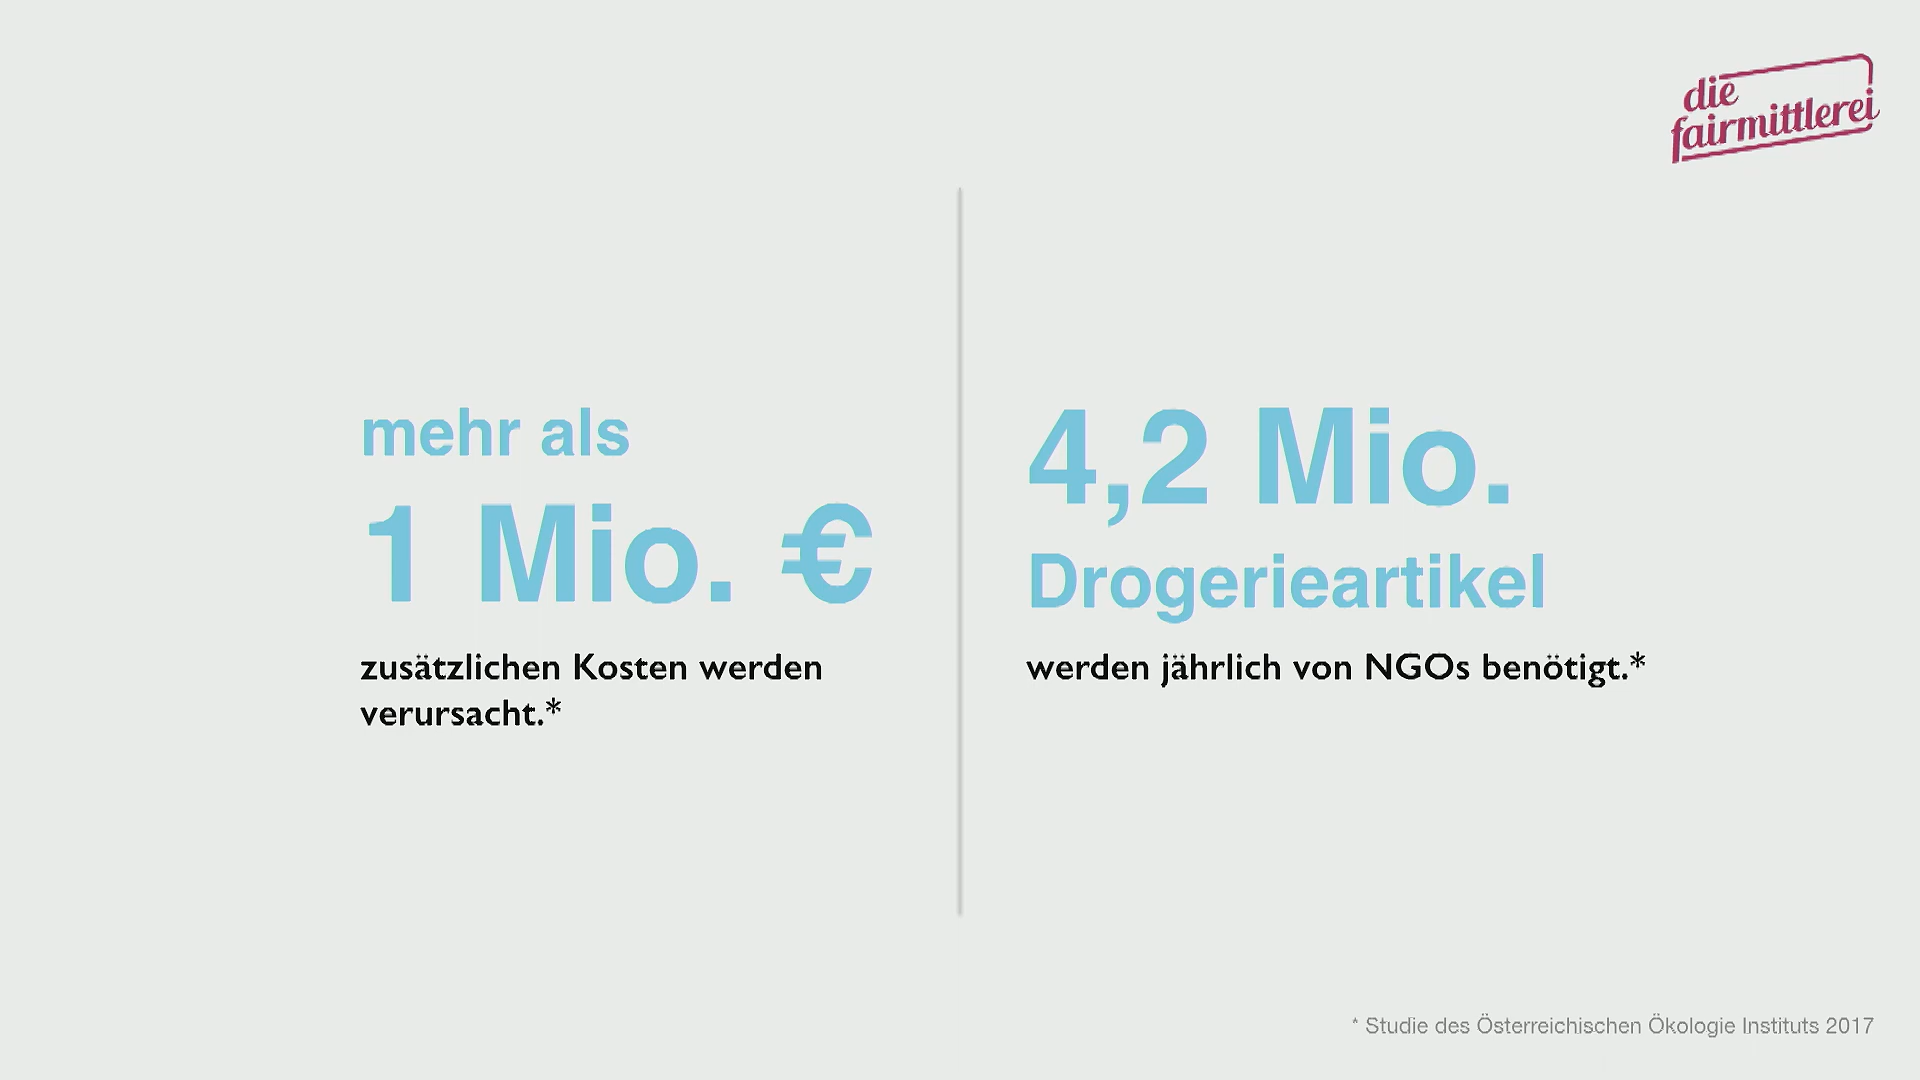 die
fairmittlerei
mehr als
1 Mio. €
zusätzlichen Kosten werden
verursacht.*
4,2 Mio.
Drogerieartikel
werden jährlich von NGOs benötigt.*
* Studie des Österreichischen Ökologie Instituts 2017